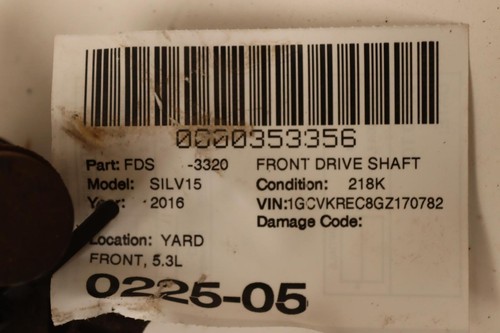 0000353356
Part: FDS -3320 FRONT DRIVE SHAFT
Model: SILV15 Condition: 218K
Year: 2016 VIN:1GCVKREC8GZ170782
Damage Code:
Location: YARD
FRONT, 5.3L
0225-05